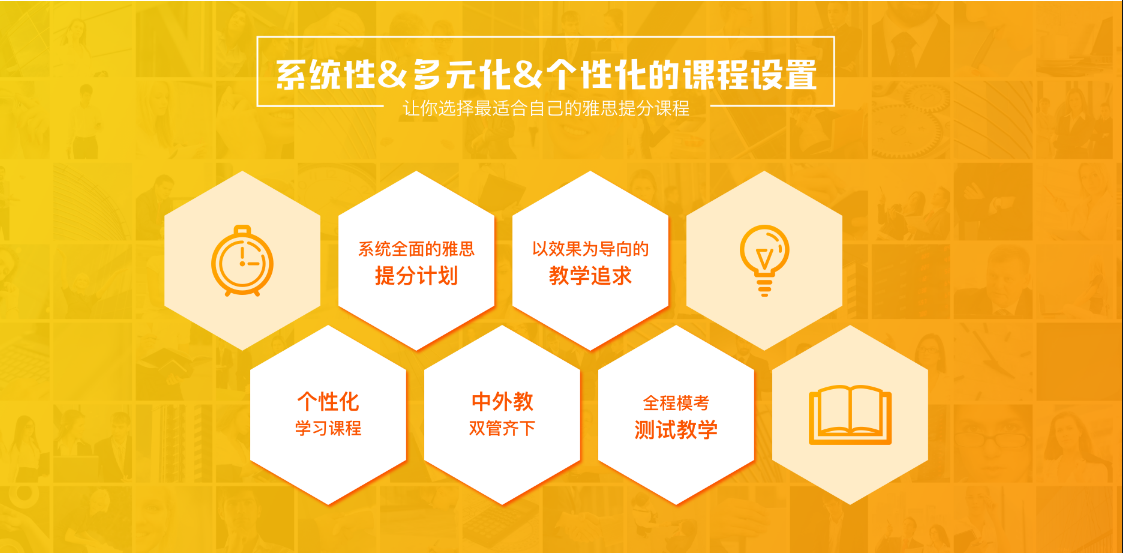 系统性&多元化&个性化的课程设置
让你选择最适合自己的雅思提分课程
系统全面的雅思
提分计划
以效果为导向的
教学追求
个性化
学习课程
中外教
双管齐下
全程模考
测试教学